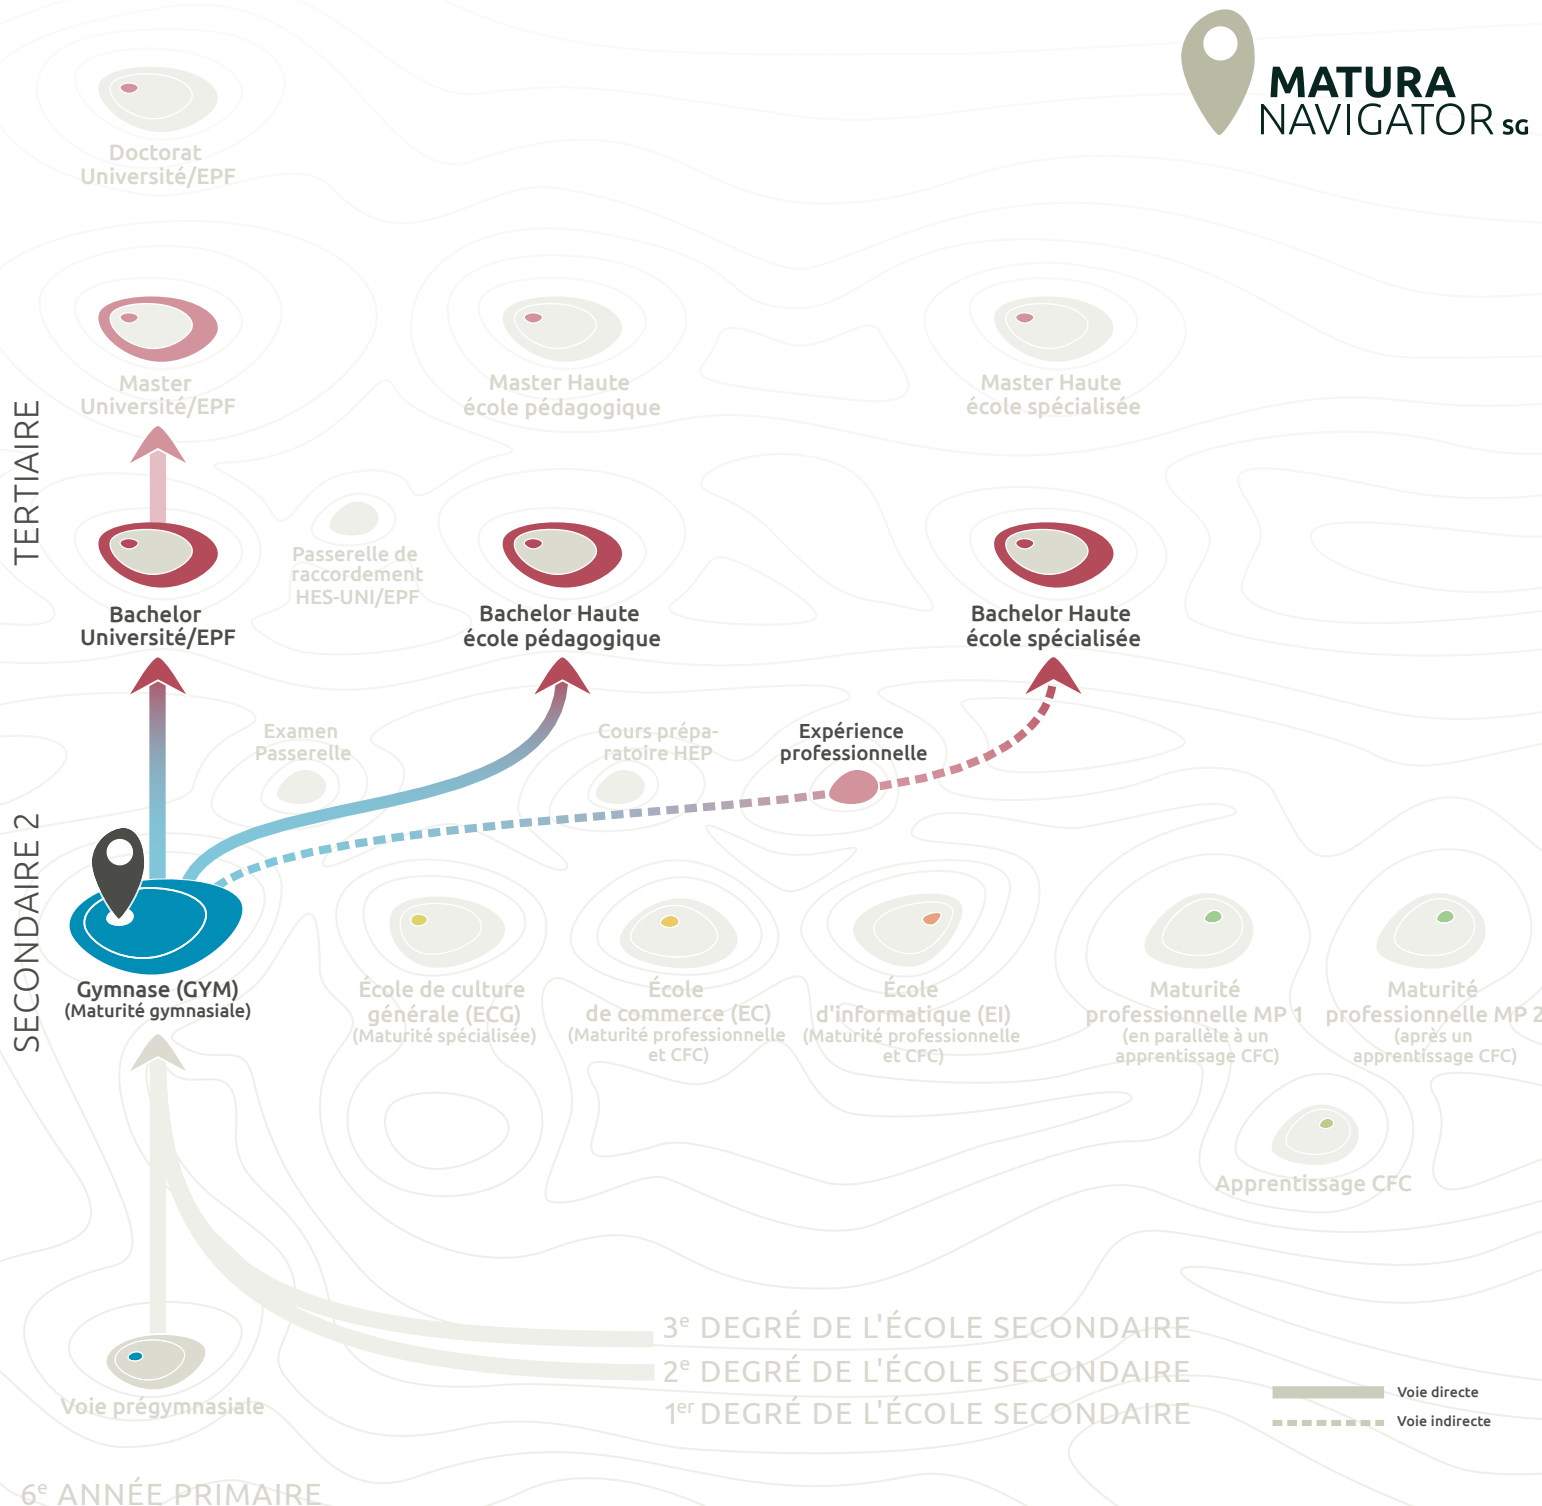 MATURA
NAVIGATOR SG
Doctorat
Université/EPF
Master
Université/EPF
Master Haute
école pédagogique
Master Haute
école spécialisée
TERTIAIRE
Passerelle de
raccordement
HES-UNI/EPF
Bachelor
Université/EPF
Bachelor Haute
école pédagogique
Bachelor Haute
école spécialisée
Examen
Passerelle
Cours prépa-
ratoire HEP
Expérience
professionnelle
SECONDAIRE 2
Gymnase (GYM)
(Maturité gymnasiale)
École de culture
générale (ECG)
(Maturité spécialisée)
École
de commerce (EC)
(Maturité professionnelle
et CFC)
École
d'informatique (EI)
(Maturité professionnelle
et CFC)
Maturité
professionnelle MP 1
(en parallèle à un
apprentissage CFC)
Maturité
professionnelle MP 2
(après un
apprentissage CFC)
Apprentissage CFC
3e DEGRÉ DE L'ÉCOLE SECONDAIRE
2e DEGRÉ DE L'ÉCOLE SECONDAIRE
1er DEGRÉ DE L'ÉCOLE SECONDAIRE
Voie prégymnasiale
Voie directe
Voie indirecte
6e ANNÉE PRIMAIRE